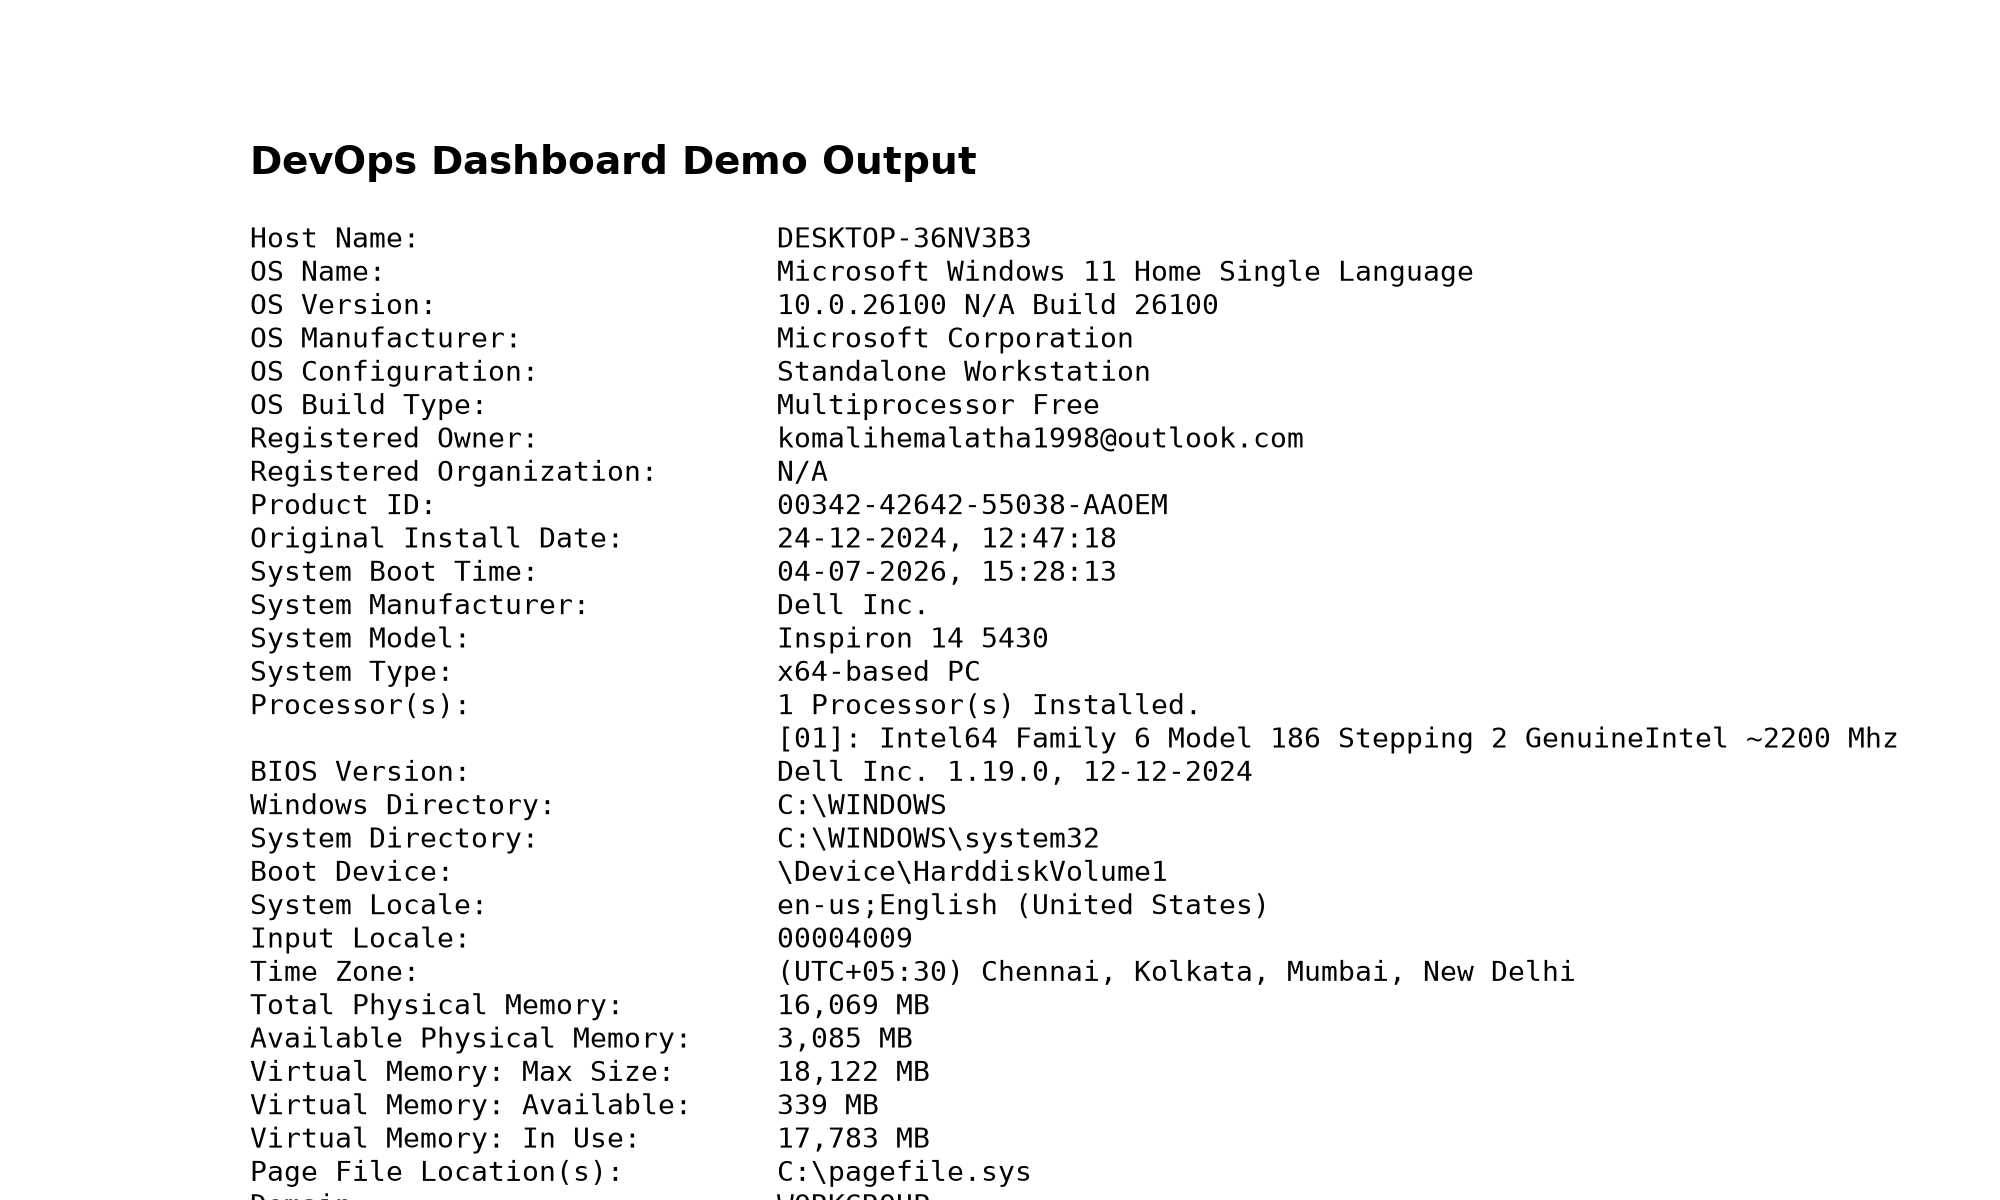 DevOps Dashboard Demo Output
Host Name: DESKTOP-36NV3B3
OS Name: Microsoft Windows 11 Home Single Language
OS Version: 10.0.26100 N/A Build 26100
OS Manufacturer: Microsoft Corporation
OS Configuration: Standalone Workstation
OS Build Type: Multiprocessor Free
Registered Owner: komalihemalatha1998@outlook.com
Registered Organization: N/A
Product ID: 00342-42642-55038-AAOEM
Original Install Date: 24-12-2024, 12:47:18
System Boot Time: 04-07-2026, 15:28:13
System Manufacturer: Dell Inc.
System Model: Inspiron 14 5430
System Type: x64-based PC
Processor(s): 1 Processor(s) Installed.
[01]: Intel64 Family 6 Model 186 Stepping 2 GenuineIntel ~2200 Mhz
BIOS Version: Dell Inc. 1.19.0, 12-12-2024
Windows Directory: C:\WINDOWS
System Directory: C:\WINDOWS\system32
Boot Device: \Device\HarddiskVolume1
System Locale: en-us;English (United States)
Input Locale: 00004009
Time Zone: (UTC+05:30) Chennai, Kolkata, Mumbai, New Delhi
Total Physical Memory: 16,069 MB
Available Physical Memory: 3,085 MB
Virtual Memory: Max Size: 18,122 MB
Virtual Memory: Available: 339 MB
Virtual Memory: In Use: 17,783 MB
Page File Location(s): C:\pagefile.sys